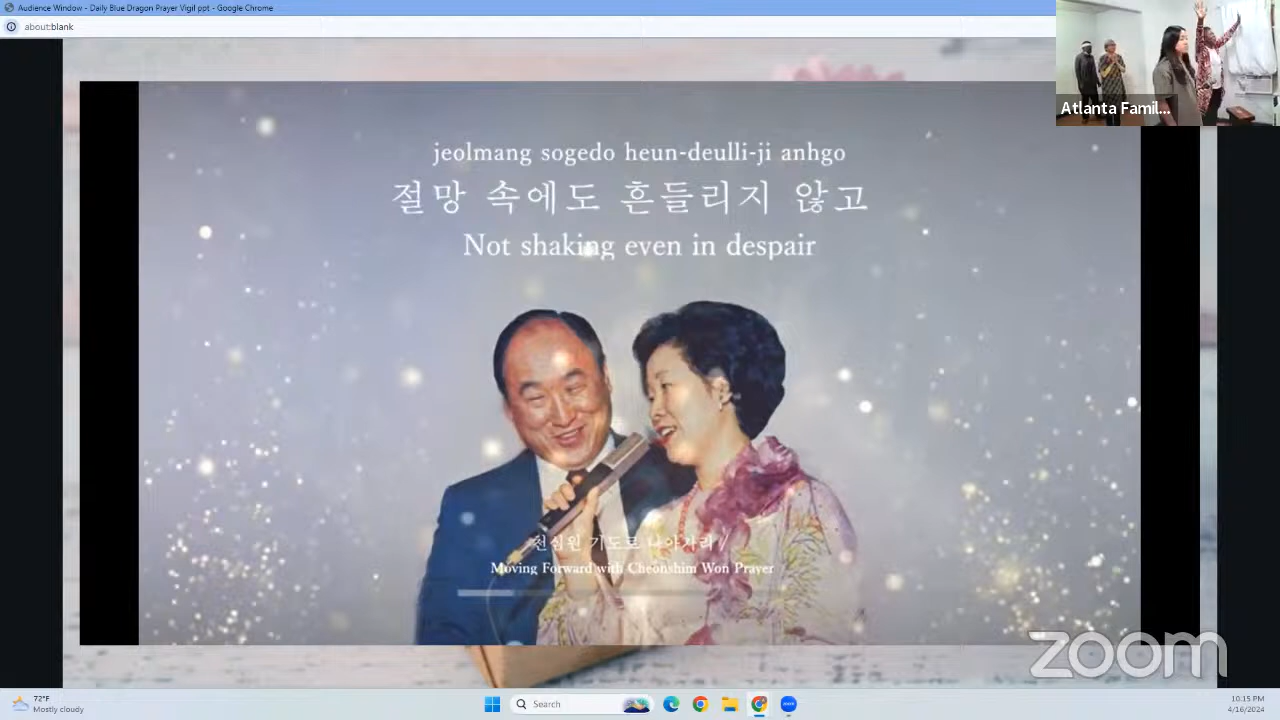 Audience Window - Daily Blue Dragon Prayer Vigil ppt - Google Chrome
about:blank
Atlanta Famil...
jeolmang sogedo heun-deulli-ji anhgo
절망 속에도 흔들리지 않고
Not shaking even in despair
천심원 기도로 나아가리
Moving Forward with Cheonshim Won Prayer
zoom
72°F
Mostly cloudy
Search
zoom
10:15 PM
4/16/2024